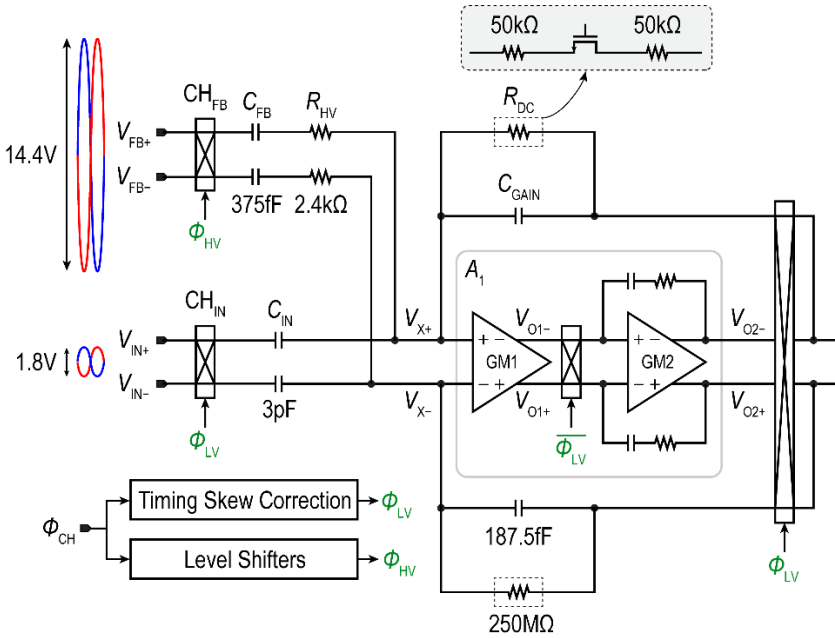 50kΩ 50kΩ
R_DC
CH_FB C_FB R_HV
V_FB+
14.4V
V_FB−
375fF 2.4kΩ
Φ_HV
C_GAIN
A_1
CH_IN C_IN
V_X+ V_O1− V_O2−
V_IN+
+ − + −
1.8V
GM1 GM2
V_IN−
− + − +
3pF
V_X− V_O1+ V_O2+
Φ_LV
Φ̅_LV
Timing Skew Correction Φ_LV
Φ_CH
Level Shifters Φ_HV
187.5fF
Φ_LV
250MΩ